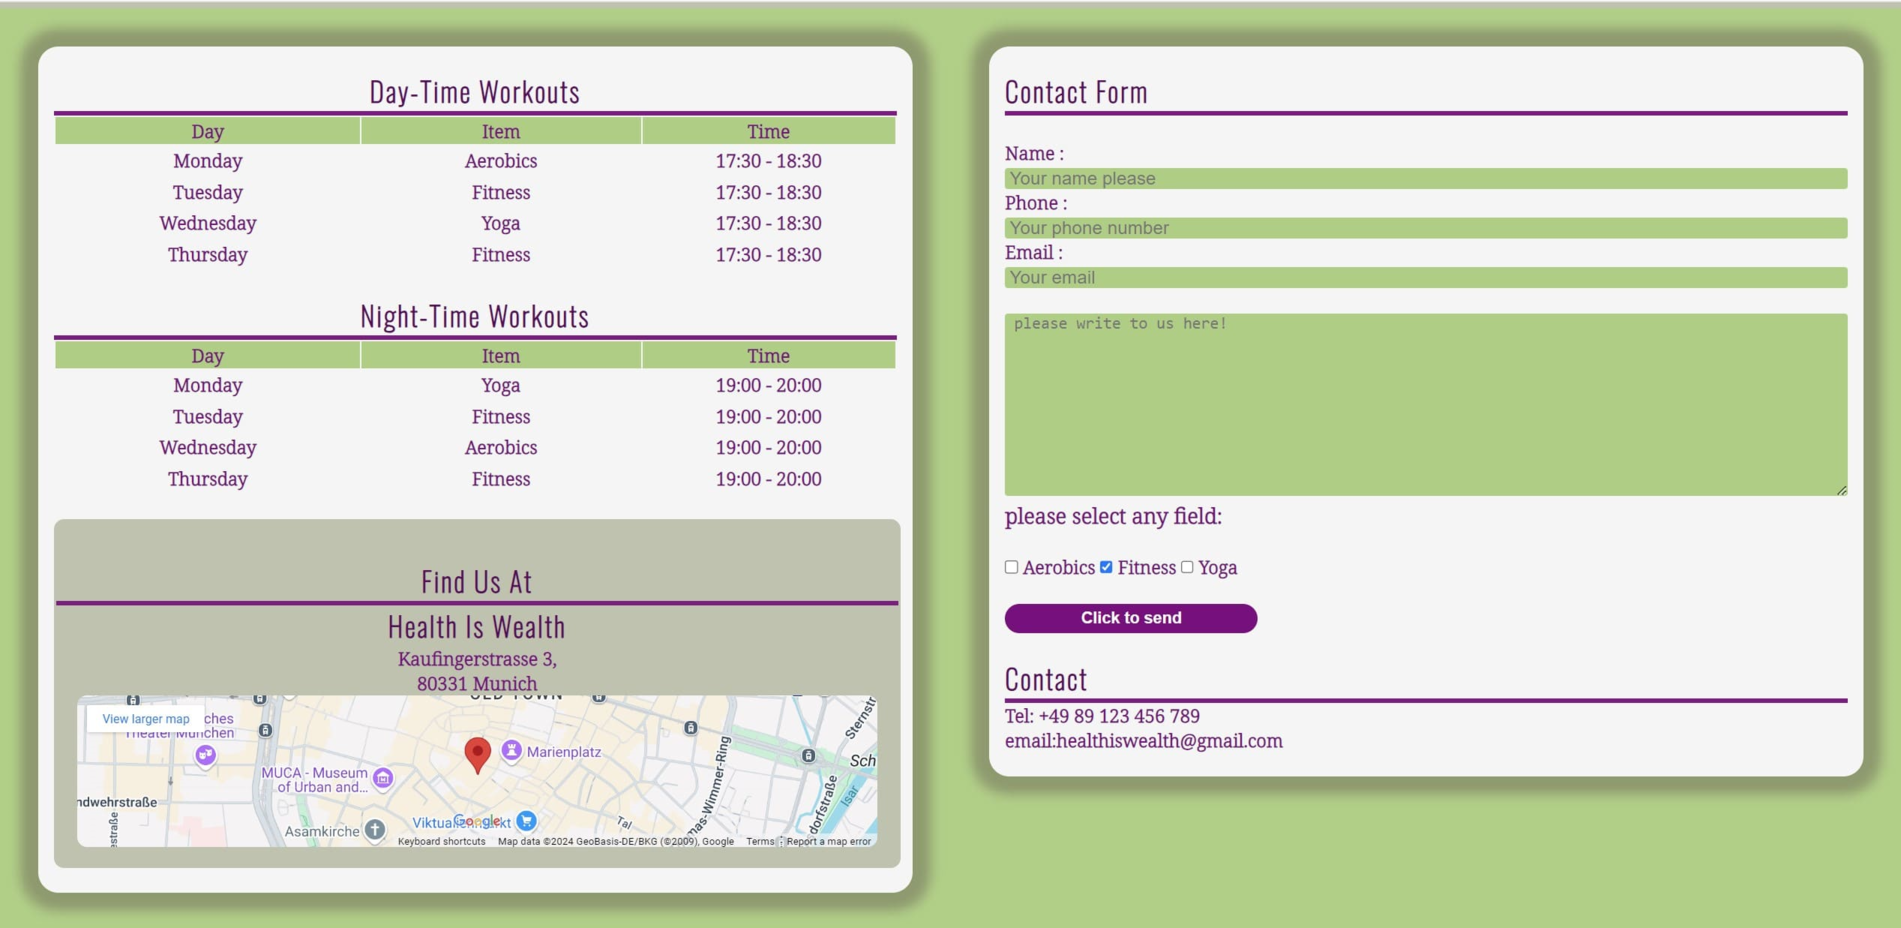 Day-Time Workouts
Day Item Time
Monday Aerobics 17:30 - 18:30
Tuesday Fitness 17:30 - 18:30
Wednesday Yoga 17:30 - 18:30
Thursday Fitness 17:30 - 18:30
Night-Time Workouts
Day Item Time
Monday Yoga 19:00 - 20:00
Tuesday Fitness 19:00 - 20:00
Wednesday Aerobics 19:00 - 20:00
Thursday Fitness 19:00 - 20:00
Find Us At
Health Is Wealth
Kaufingerstrasse 3,
80331 Munich
OLD TOWN
View larger map
ches
Theater München
Marienplatz
MUCA - Museum
of Urban and...
ndwehrstraße
estraße
Asamkirche
Google
Tal
mas-Wimmer-Ring
Sternstr
Sch
Isar
dorfstraße
Keyboard shortcuts
Map data ©2024 GeoBasis-DE/BKG (©2009), Google
Terms
Report a map error
Contact Form
Name :
Your name please
Phone :
Your phone number
Email :
Your email
please write to us here!
please select any field:
Aerobics Fitness Yoga
Click to send
Contact
Tel: +49 89 123 456 789
email:healthiswealth@gmail.com